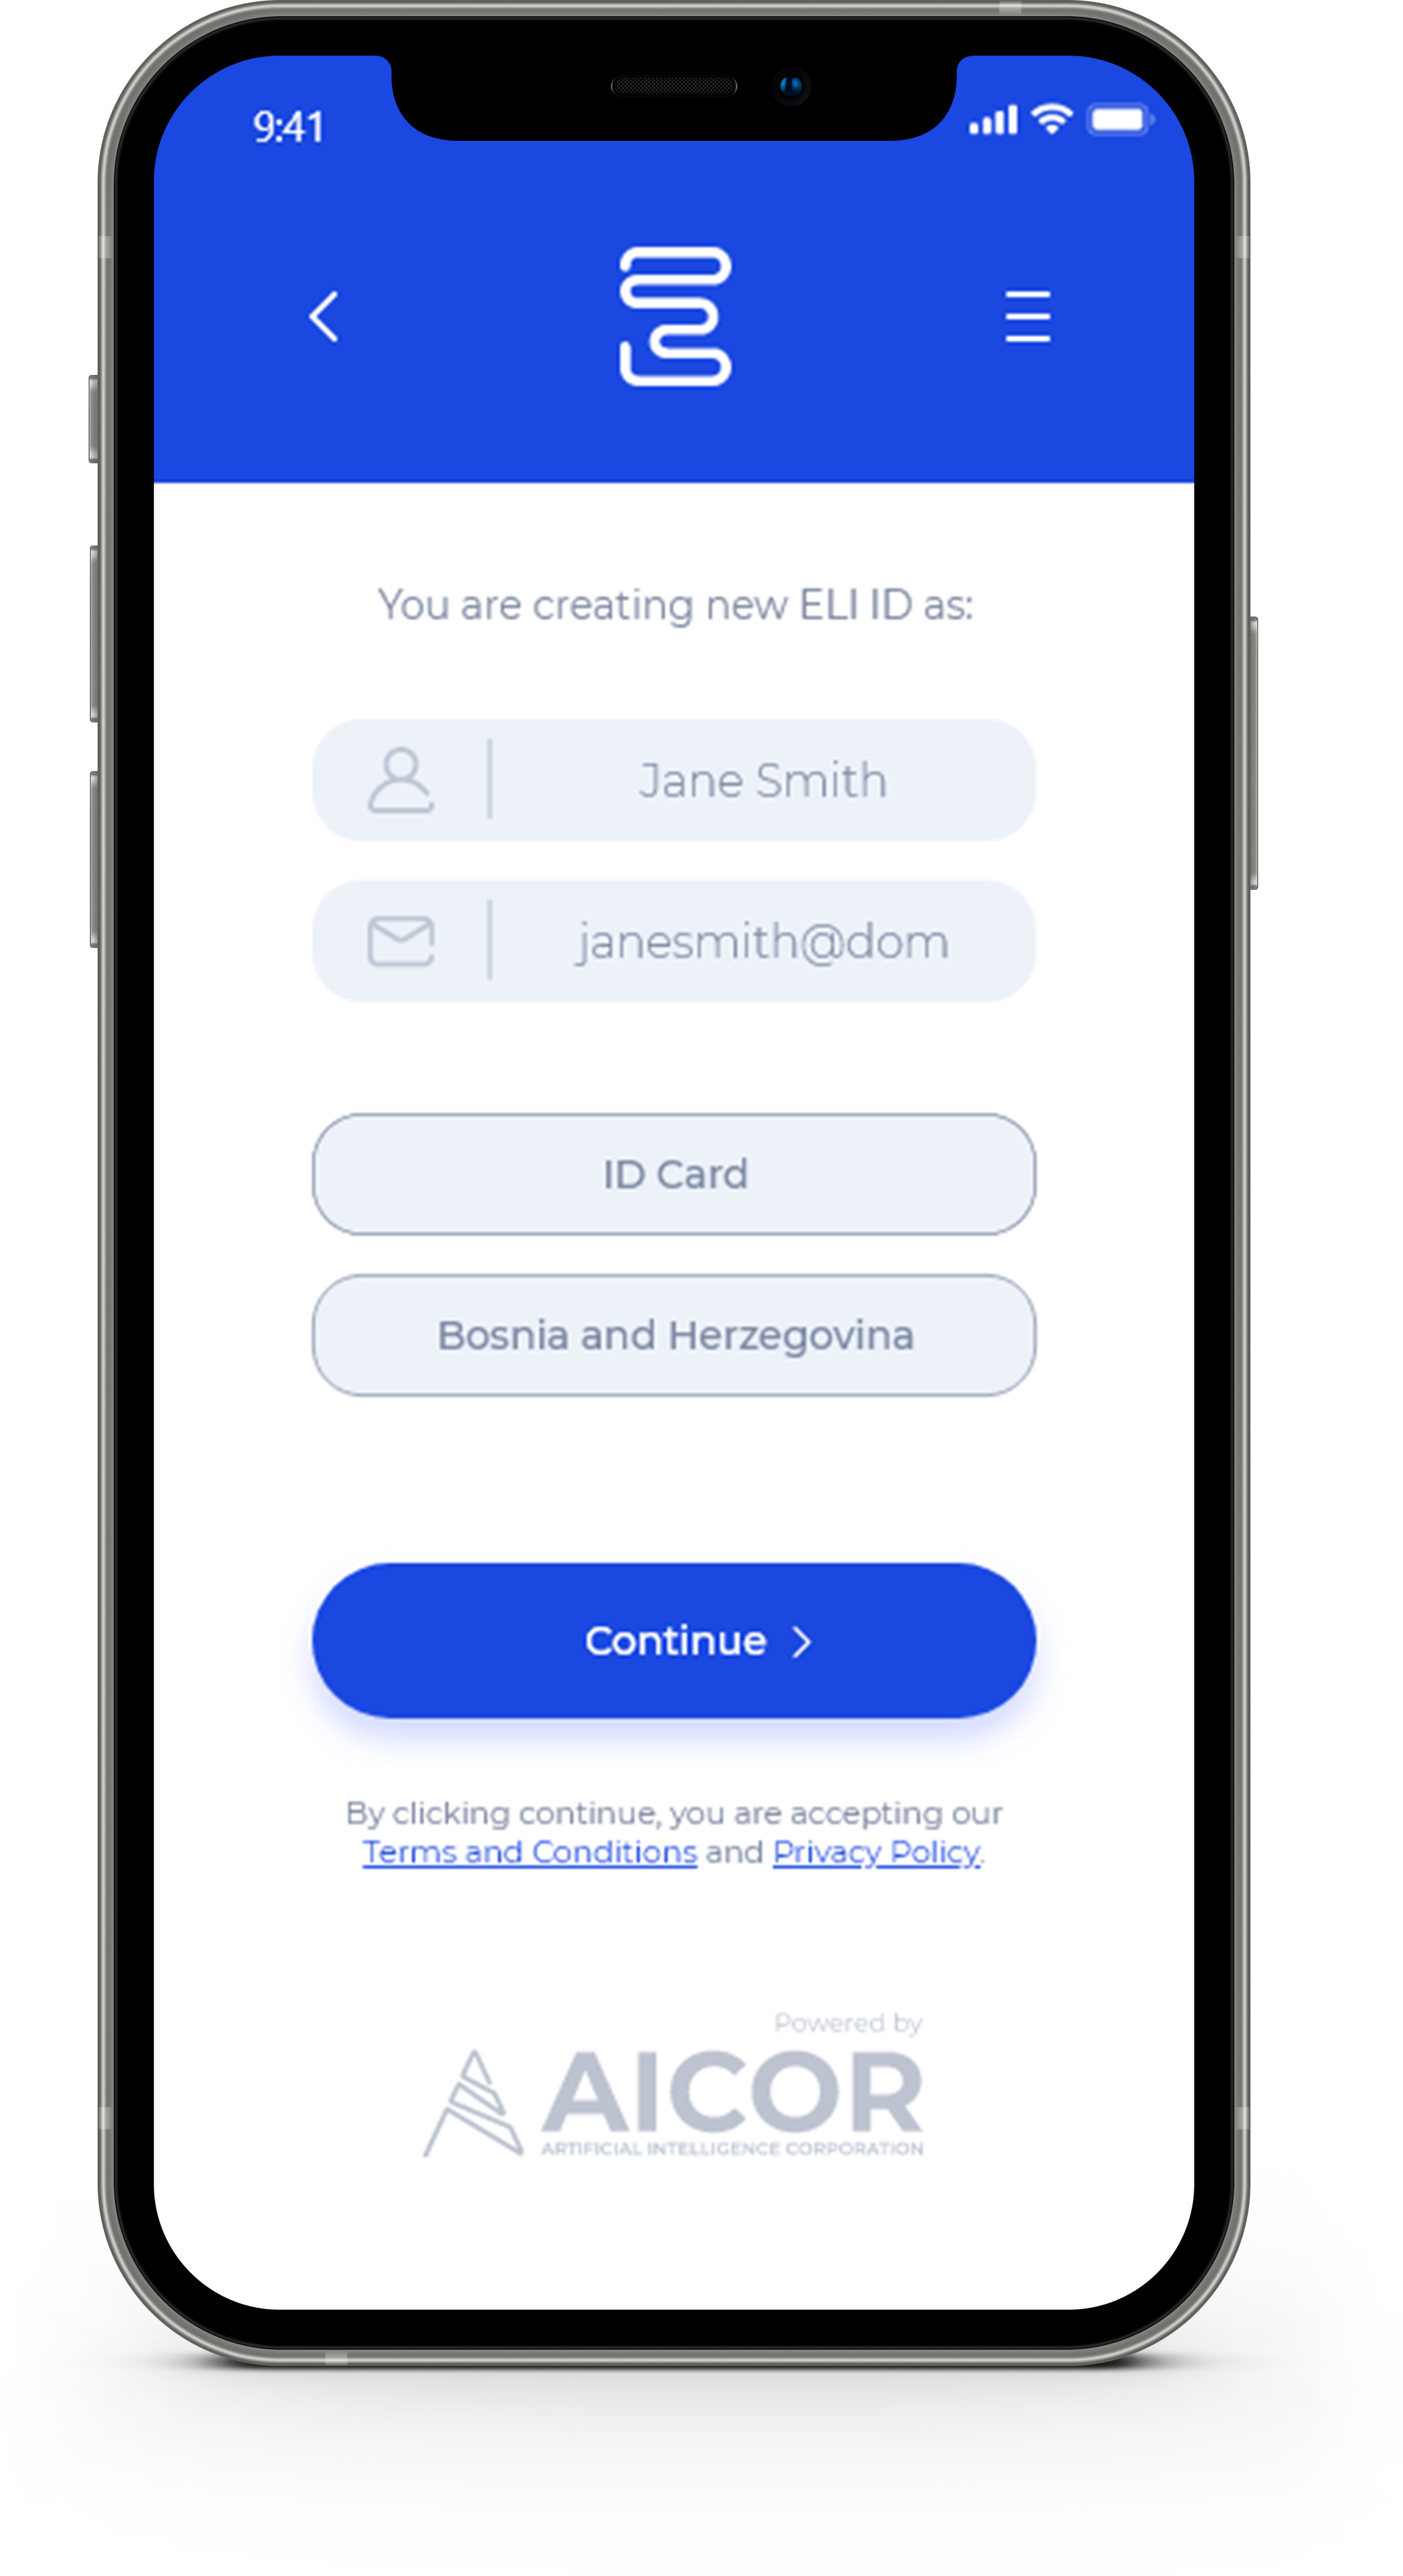 9:41
You are creating new ELI ID as:
Jane Smith
janesmith@dom
ID Card
Bosnia and Herzegovina
Continue
By clicking continue, you are accepting our
Terms and Conditions and Privacy Policy.
Powered by
AICOR
ARTIFICIAL INTELLIGENCE CORPORATION